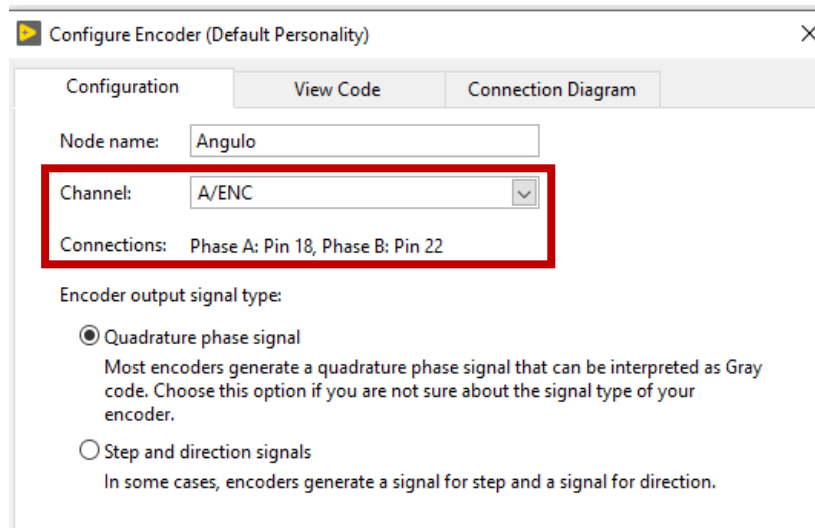 Configure Encoder (Default Personality)
Configuration View Code Connection Diagram
Node name: Angulo
Channel: A/ENC
Connections: Phase A: Pin 18, Phase B: Pin 22
Encoder output signal type:
Quadrature phase signal
Most encoders generate a quadrature phase signal that can be interpreted as Gray
code. Choose this option if you are not sure about the signal type of your
encoder.
Step and direction signals
In some cases, encoders generate a signal for step and a signal for direction.